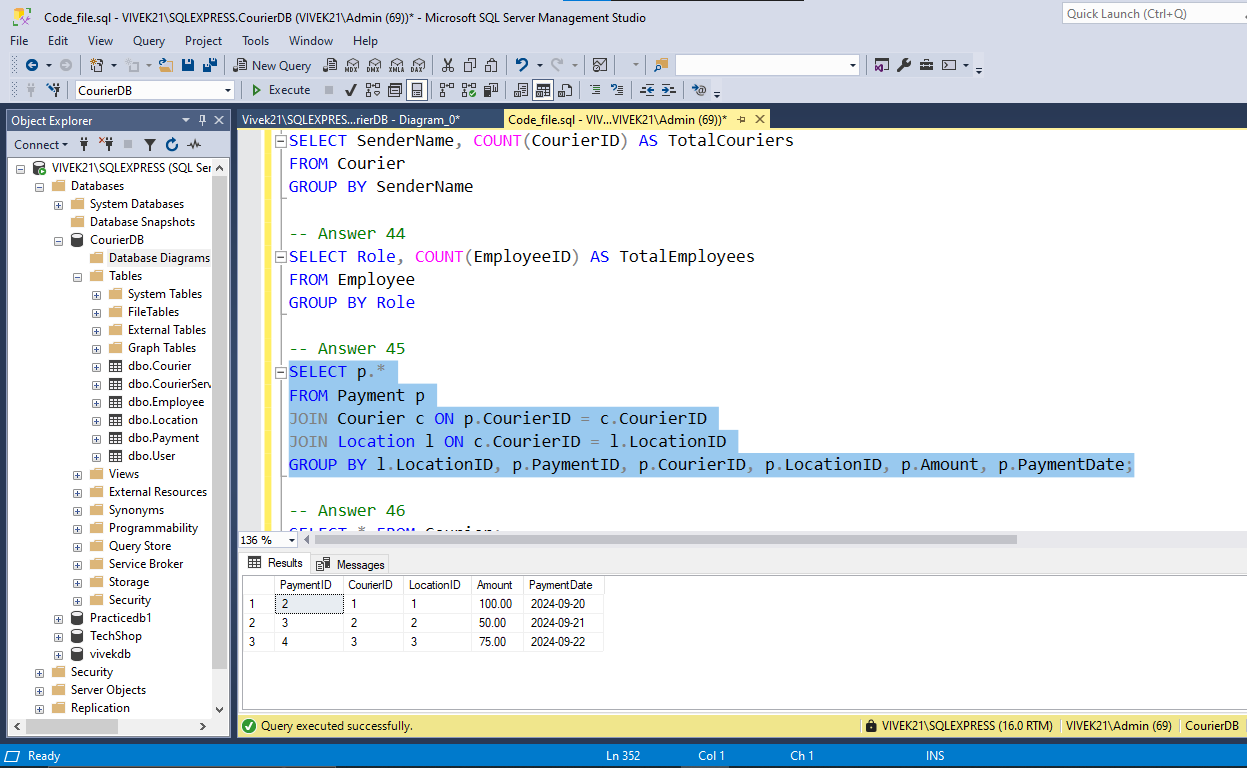 Code_file.sql - VIVEK21\SQLEXPRESS.CourierDB (VIVEK21\Admin (69))* - Microsoft SQL Server Management Studio
Quick Launch (Ctrl+Q)
File Edit View Query Project Tools Window Help
New Query MDX DMX XMLA DAX
CourierDB Execute
Object Explorer
Vivek21\SQLEXPRES...rierDB - Diagram_0*
Code_file.sql - VIV...VIVEK21\Admin (69))*
Connect
VIVEK21\SQLEXPRESS (SQL Ser
Databases
System Databases
Database Snapshots
CourierDB
Database Diagrams
Tables
System Tables
FileTables
External Tables
Graph Tables
dbo.Courier
dbo.CourierServ
dbo.Employee
dbo.Location
dbo.Payment
dbo.User
Views
External Resources
Synonyms
Programmability
Query Store
Service Broker
Storage
Security
Practicedb1
TechShop
vivekdb
Security
Server Objects
Replication
SELECT SenderName, COUNT(CourierID) AS TotalCouriers
FROM Courier
GROUP BY SenderName
-- Answer 44
SELECT Role, COUNT(EmployeeID) AS TotalEmployees
FROM Employee
GROUP BY Role
-- Answer 45
SELECT p.*
FROM Payment p
JOIN Courier c ON p.CourierID = c.CourierID
JOIN Location l ON c.CourierID = l.LocationID
GROUP BY l.LocationID, p.PaymentID, p.CourierID, p.LocationID, p.Amount, p.PaymentDate;
-- Answer 46
SELECT * FROM Courier;
136 %
Results Messages
PaymentID CourierID LocationID Amount PaymentDate
1 2 1 1 100.00 2024-09-20
2 3 2 2 50.00 2024-09-21
3 4 3 3 75.00 2024-09-22
Query executed successfully. VIVEK21\SQLEXPRESS (16.0 RTM) VIVEK21\Admin (69) CourierDB
Ready Ln 352 Col 1 Ch 1 INS